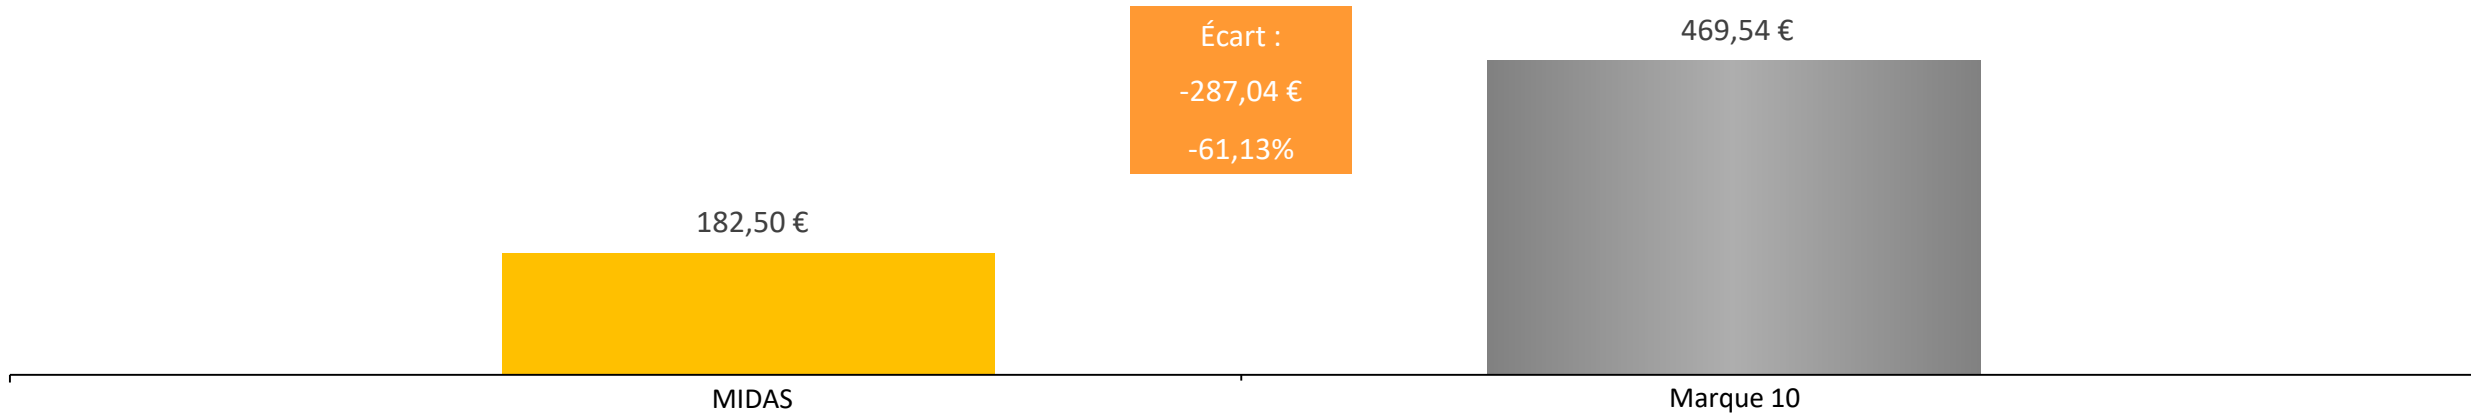 Écart :
-287,04 €
-61,13%
469,54 €
182,50 €
MIDAS
Marque 10